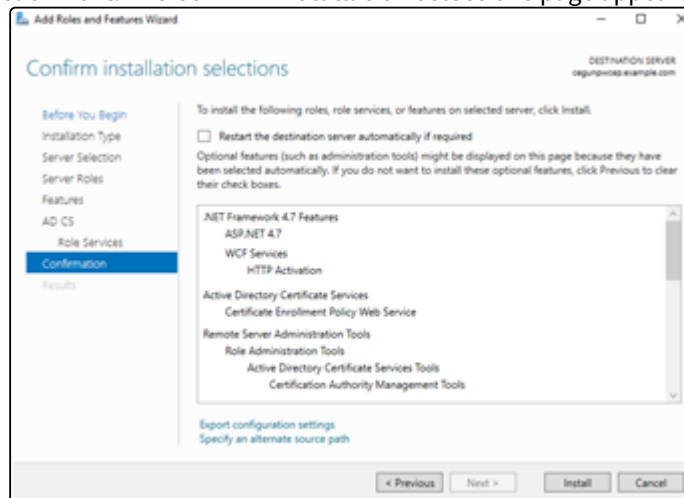 Add Roles and Features Wizard
Confirm installation selections
DESTINATION SERVER
Before You Begin
Installation Type
Server Selection
Server Roles
Features
AD CS
Role Services
Confirmation
Results
To install the following roles, role services, or features on selected server, click Install.
Restart the destination server automatically if required
Optional features (such as administration tools) might be displayed on this page because they have
been selected automatically. If you do not want to install these optional features, click Previous to clear
their check boxes.
.NET Framework 4.7 Features
ASP.NET 4.7
WCF Services
HTTP Activation
Active Directory Certificate Services
Certificate Enrollment Policy Web Service
Remote Server Administration Tools
Role Administration Tools
Active Directory Certificate Services Tools
Certification Authority Management Tools
Export configuration settings
Specify an alternate source path
< Previous
Next >
Install
Cancel